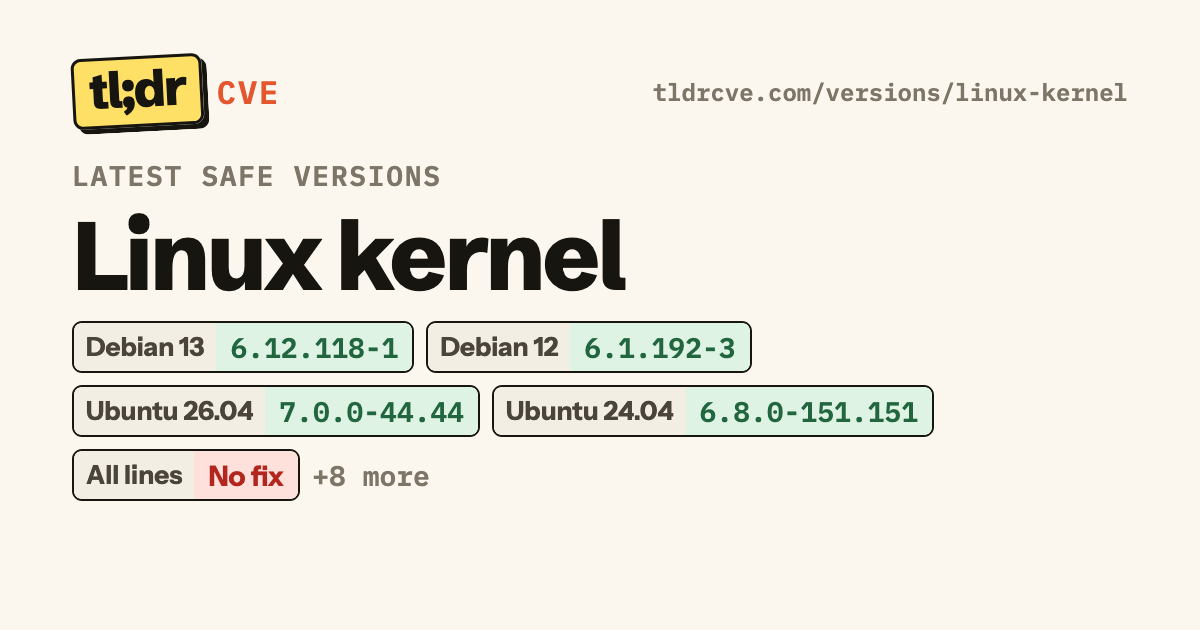 tl;dr CVE
tldrcve.com/versions/linux-kernel
LATEST SAFE VERSIONS
Linux kernel
Debian 13 6.12.118-1 Debian 12 6.1.192-3
Ubuntu 26.04 7.0.0-44.44 Ubuntu 24.04 6.8.0-151.151
All lines No fix +8 more